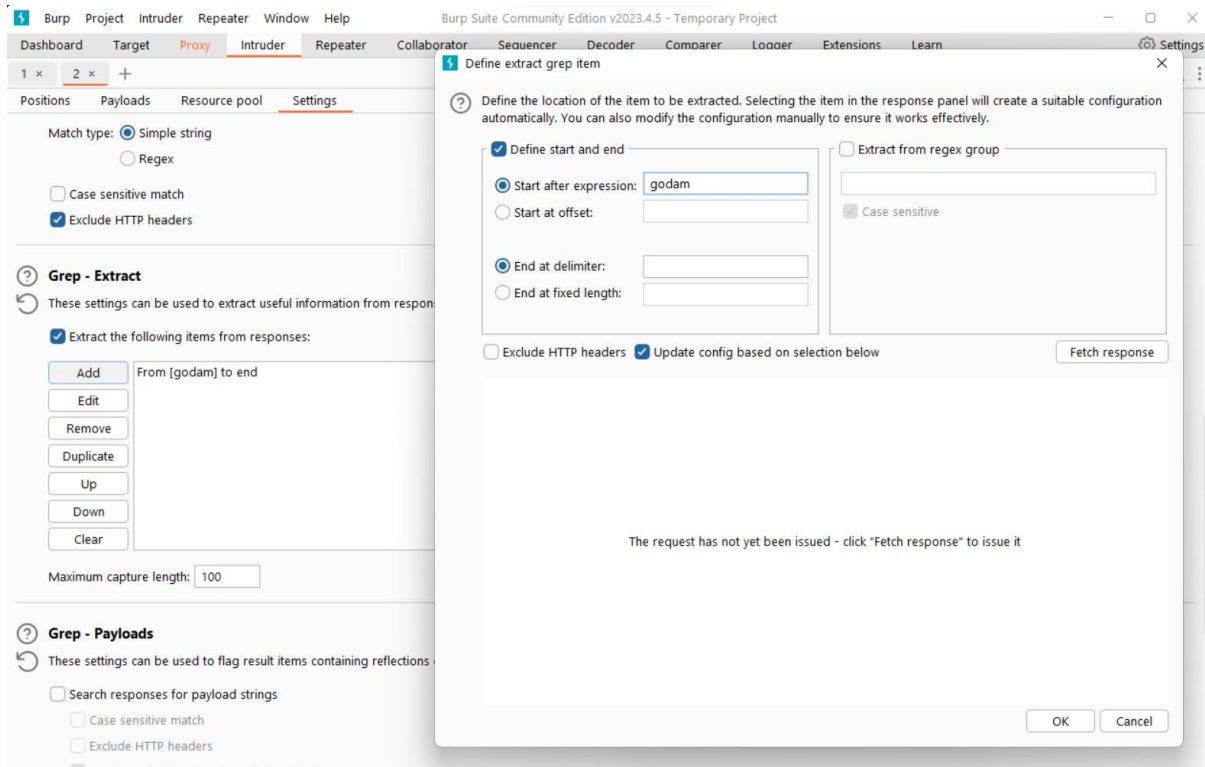 Burp Project Intruder Repeater Window Help Burp Suite Community Edition v2023.4.5 - Temporary Project
Dashboard Target Proxy Intruder Repeater Collaborator Sequencer Decoder Comparer Logger Extensions Learn Settings
1 × 2 × +
Positions Payloads Resource pool Settings
Match type: Simple string
Regex
Case sensitive match
Exclude HTTP headers
Grep - Extract
These settings can be used to extract useful information from respon
Extract the following items from responses:
Add
Edit
Remove
Duplicate
Up
Down
Clear
From [godam] to end
Maximum capture length: 100
Grep - Payloads
These settings can be used to flag result items containing reflections
Search responses for payload strings
Case sensitive match
Exclude HTTP headers
Define extract grep item
Define the location of the item to be extracted. Selecting the item in the response panel will create a suitable configuration
automatically. You can also modify the configuration manually to ensure it works effectively.
Define start and end
Start after expression: godam
Start at offset:
End at delimiter:
End at fixed length:
Extract from regex group
Case sensitive
Exclude HTTP headers Update config based on selection below Fetch response
The request has not yet been issued - click "Fetch response" to issue it
OK Cancel